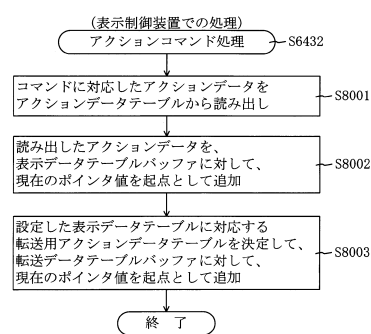 (表示制御装置での処理)
アクションコマンド処理
S6432
コマンドに対応したアクションデータを
アクションデータテーブルから読み出し
S8001
読み出したアクションデータを、
表示データテーブルバッファに対して、
現在のポインタ値を起点として追加
S8002
設定した表示データテーブルに対応する
転送用アクションデータテーブルを決定して、
転送データテーブルバッファに対して、
現在のポインタ値を起点として追加
S8003
終 了